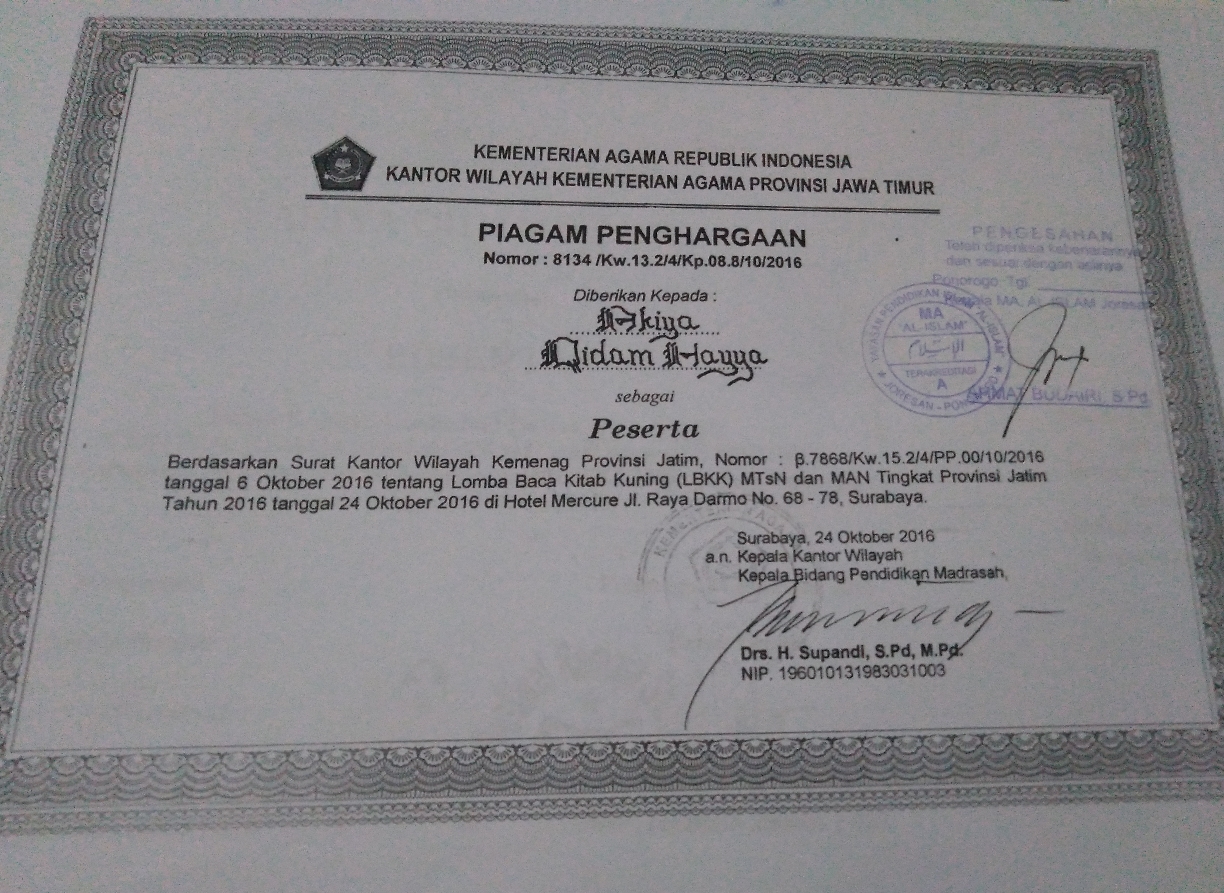 KEMENTERIAN AGAMA REPUBLIK INDONESIA
KANTOR WILAYAH KEMENTERIAN AGAMA PROVINSI JAWA TIMUR
PIAGAM PENGHARGAAN
Nomor : 8134 /Kw.13.2/4/Kp.08.8/10/2016
Diberikan Kepada :
Akiya
Qidam Hayya
sebagai
Peserta
PENGESAHAN
Telah diperiksa kebenarannya
dan sesuai dengan aslinya
Ponorogo, Tgl.
Kepala MA. AL-ISLAM Joresan
YAYASAN PENDIDIKAN ISLAM "AL-ISLAM"
MA
"AL-ISLAM"
الإسلام
TERAKREDITASI
A
JORESAN - PONOROGO
AHMAT BUDAIRI, S.Pd
Berdasarkan Surat Kantor Wilayah Kemenag Provinsi Jatim, Nomor : β.7868/Kw.15.2/4/PP.00/10/2016
tanggal 6 Oktober 2016 tentang Lomba Baca Kitab Kuning (LBKK) MTsN dan MAN Tingkat Provinsi Jatim
Tahun 2016 tanggal 24 Oktober 2016 di Hotel Mercure Jl. Raya Darmo No. 68 - 78, Surabaya.
Surabaya, 24 Oktober 2016
a.n. Kepala Kantor Wilayah
Kepala Bidang Pendidikan Madrasah,
Drs. H. Supandi, S.Pd, M.Pd.
NIP. 196010131983031003